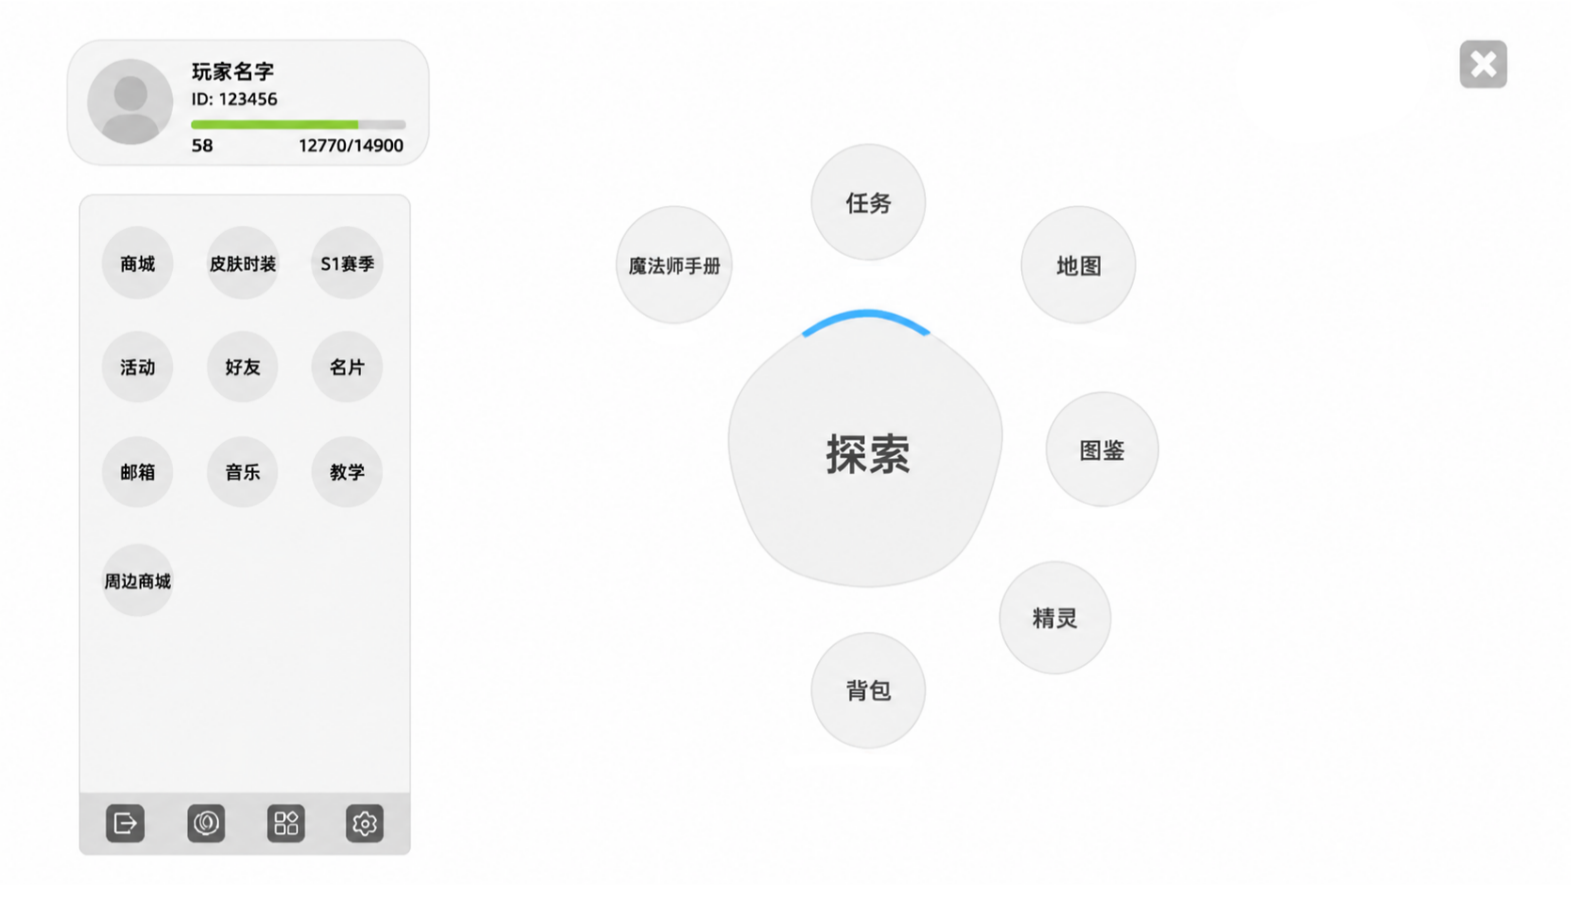 玩家名字
ID: 123456
58
12770/14900
商城
皮肤时装
S1赛季
活动
好友
名片
邮箱
音乐
教学
周边商城
任务
魔法师手册
地图
探索
图鉴
精灵
背包